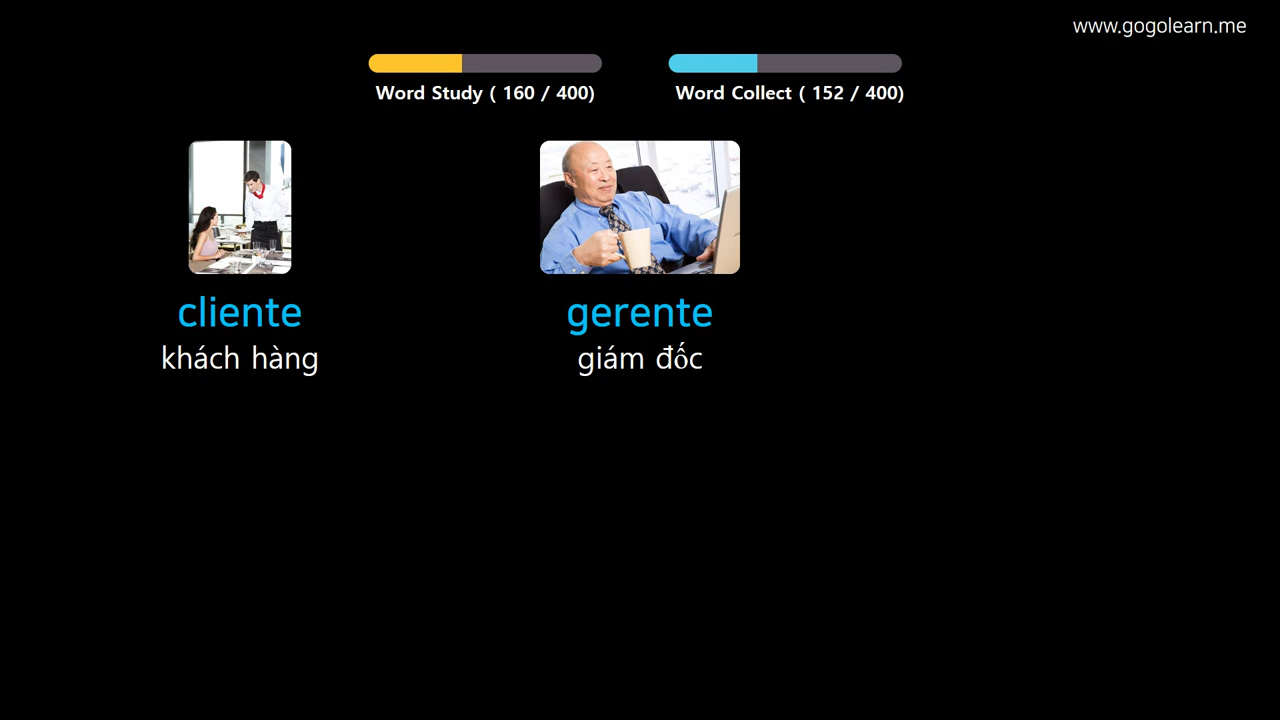 www.gogolearn.me
Word Study ( 160 / 400)
Word Collect ( 152 / 400)
cliente
khách hàng
gerente
giám đốc